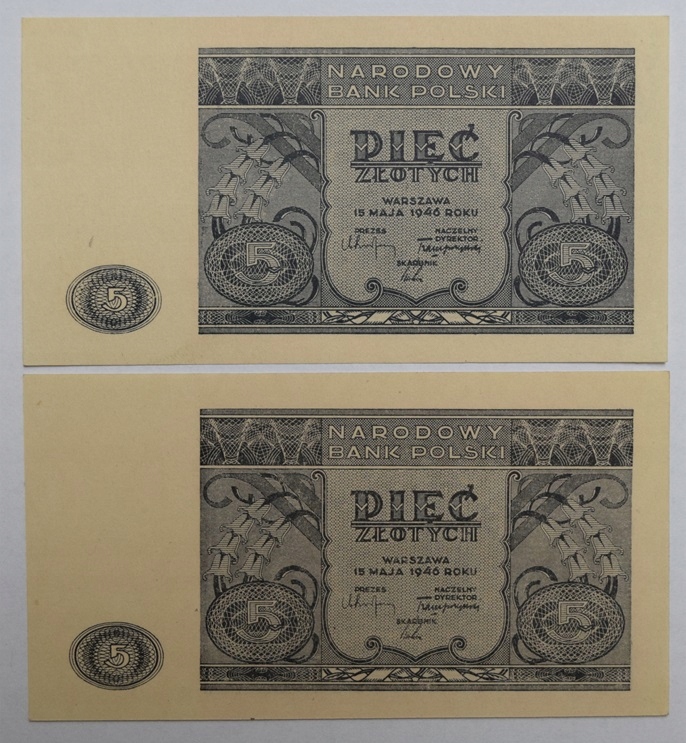 NARODOWY
BANK POLSKI
PIĘĆ
ZŁOTYCH
WARSZAWA
15 MAJA 1946 ROKU
PREZES NACZELNY
DYREKTOR
SKARBNIK
5 5
5
NARODOWY
BANK POLSKI
PIĘĆ
ZŁOTYCH
WARSZAWA
15 MAJA 1946 ROKU
PREZES NACZELNY
DYREKTOR
SKARBNIK
5 5
5